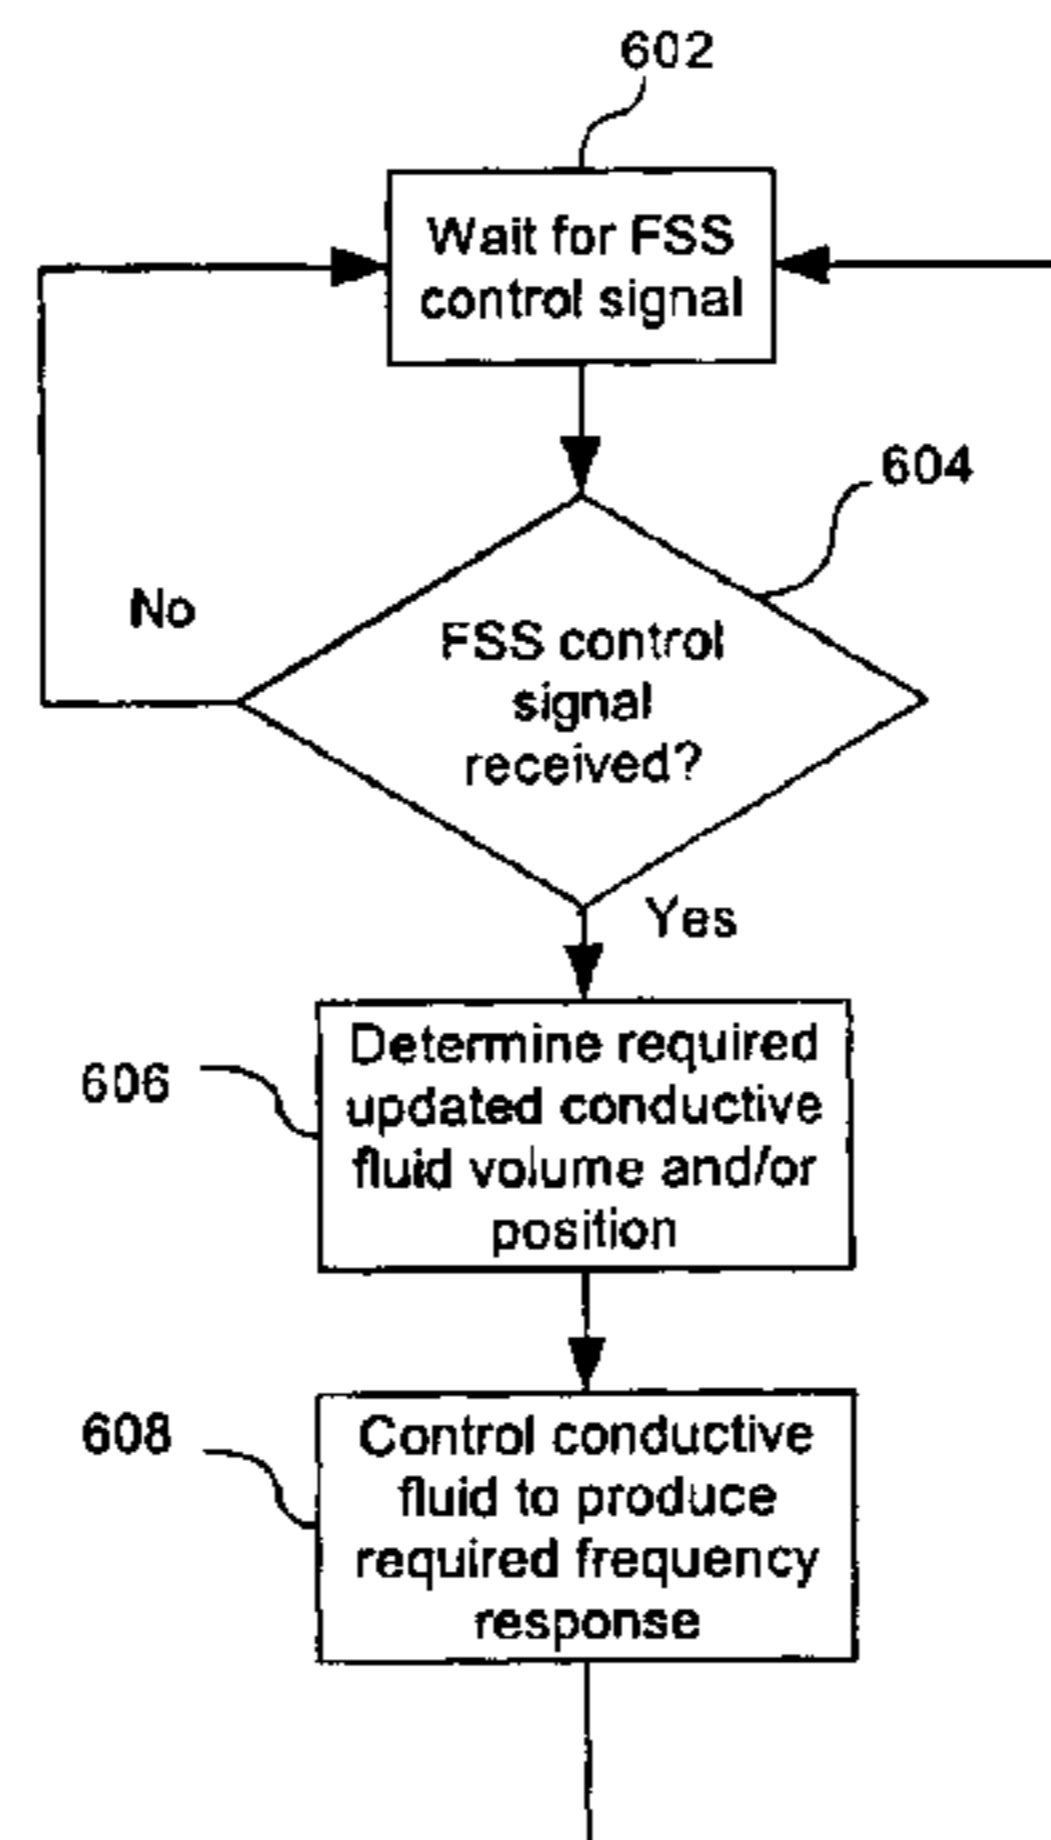 602
Wait for FSS
control signal
604
No
FSS control
signal
received?
Yes
606
Determine required
updated conductive
fluid volume and/or
position
608
Control conductive
fluid to produce
required frequency
response